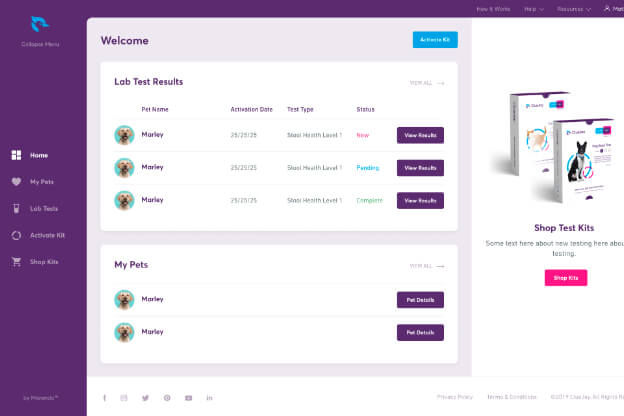 How It Works Help Resources
Collapse Menu
Welcome
Activate Kit
Lab Test Results
VIEW ALL
Pet Name Activation Date Test Type Status
Marley 25/25/25 Stool Health Level 1 New View Results
Marley 25/25/25 Stool Health Level 1 Pending View Results
Marley 25/25/25 Stool Health Level 1 Complete View Results
Home
My Pets
Lab Tests
Activate Kit
Shop Kits
My Pets
VIEW ALL
Marley Pet Details
Marley Pet Details
Shop Test Kits
Some text here about new testing here abou
testing.
Shop Kits
Privacy Policy Terms & Conditions ©2019 ClueJay. All Rights